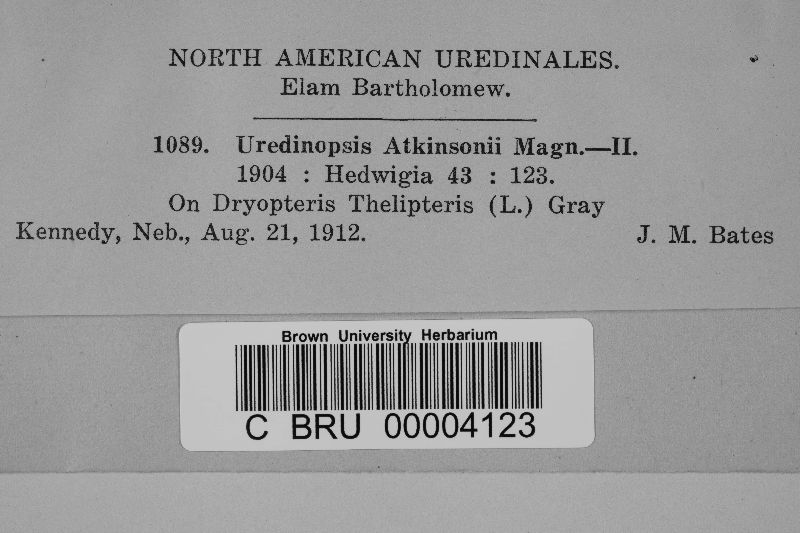 NORTH AMERICAN UREDINALES.
Elam Bartholomew.
1089. Uredinopsis Atkinsonii Magn.—II.
1904 : Hedwigia 43 : 123.
On Dryopteris Thelipteris (L.) Gray
Kennedy, Neb., Aug. 21, 1912. J. M. Bates
Brown University Herbarium
C BRU 00004123